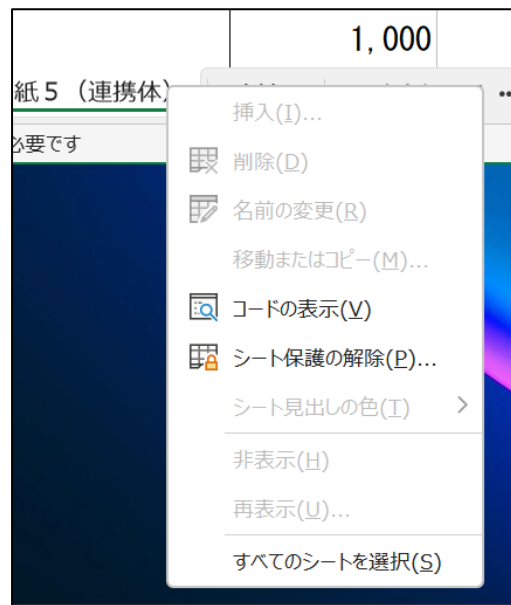 1,000
紙5（連携体）
必要です
挿入(I)...
削除(D)
名前の変更(R)
移動またはコピー(M)...
コードの表示(V)
シート保護の解除(P)...
シート見出しの色(T)
非表示(H)
再表示(U)...
すべてのシートを選択(S)